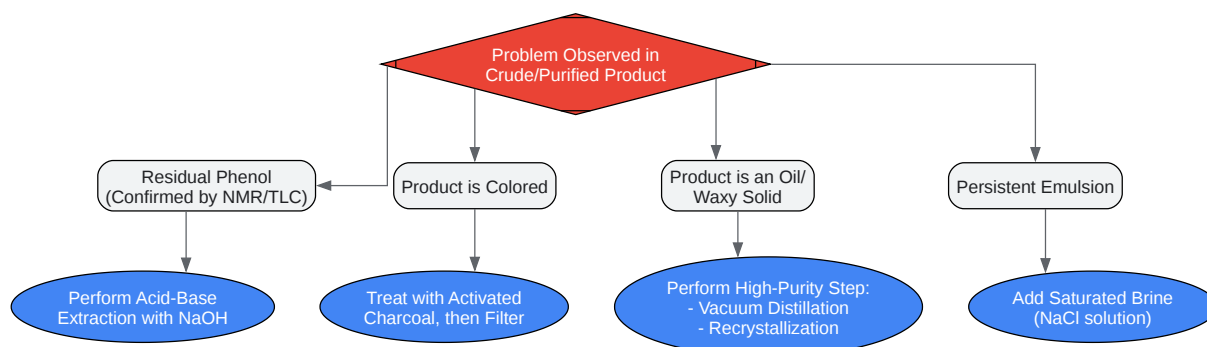 Problem Observed in
Crude/Purified Product
Residual Phenol
(Confirmed by NMR/TLC)
Product is Colored
Product is an Oil/
Waxy Solid
Persistent Emulsion
Perform Acid-Base
Extraction with NaOH
Treat with Activated
Charcoal, then Filter
Perform High-Purity Step:
- Vacuum Distillation
- Recrystallization
Add Saturated Brine
(NaCl solution)